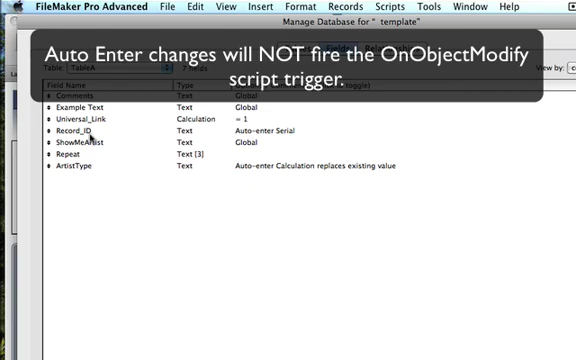 FileMaker Pro Advanced File Edit View Insert Format Records Scripts Tools Window Help
Manage Database for " template"
Auto Enter changes will NOT fire the OnObjectModify
script trigger.
Table: TableA 7 fields View by:
Field Name Type
Comments Text Global
Example Text Text Global
Universal_Link Calculation = 1
Record_ID Text Auto-enter Serial
ShowMeArtist Text Global
Repeat Text [3]
ArtistType Text Auto-enter Calculation replaces existing value